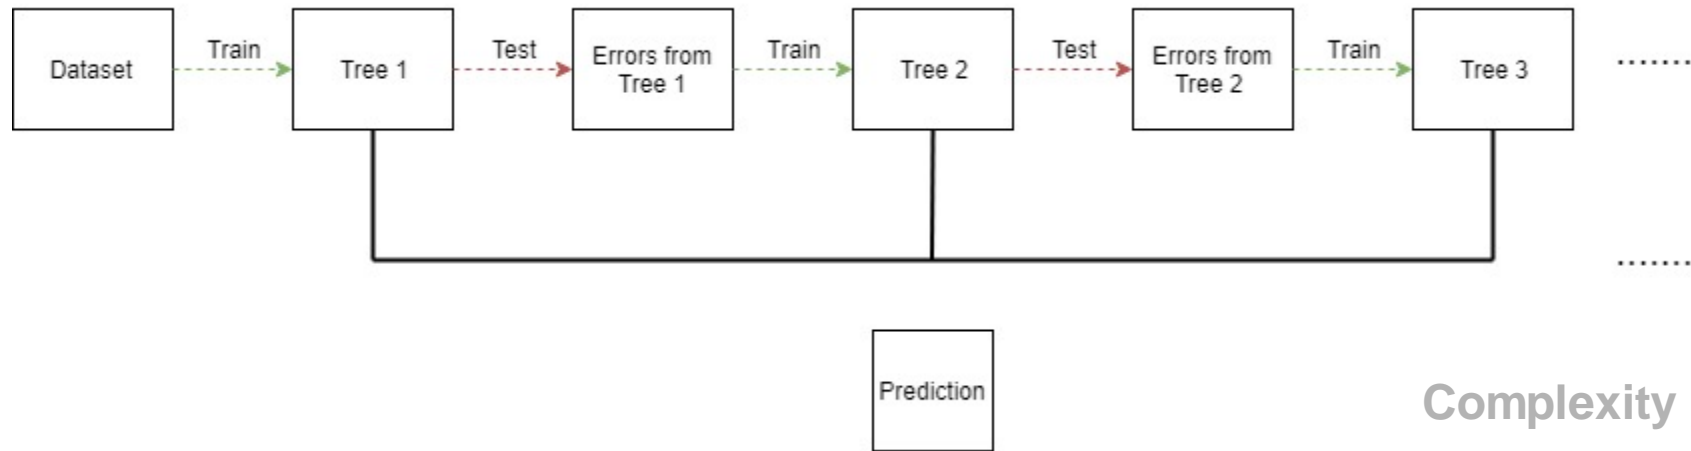 Train
Test
Train
Test
Train
Dataset
Tree 1
Errors from
Tree 1
Tree 2
Errors from
Tree 2
Tree 3
.......
.......
Prediction
Complexity